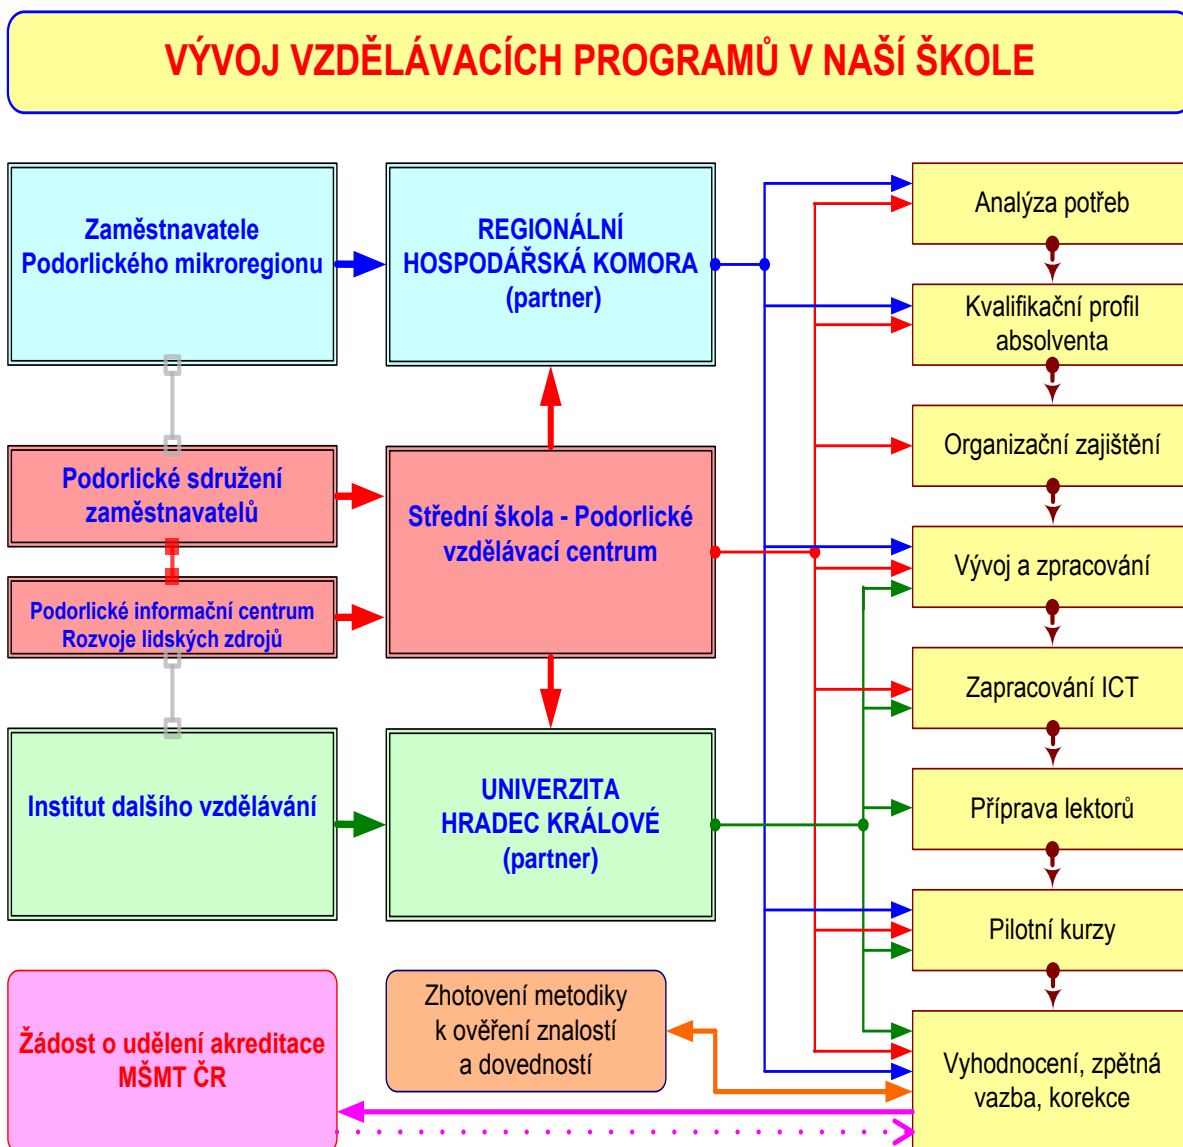 VÝVOJ VZDĚLÁVACÍCH PROGRAMŮ V NAŠÍ ŠKOLE
Zaměstnavatele
Podorlického mikroregionu
REGIONÁLNÍ
HOSPODÁŘSKÁ KOMORA
(partner)
Analýza potřeb
Kvalifikační profil
absolventa
Podorlické sdružení
zaměstnavatelů
Střední škola - Podorlické
vzdělávací centrum
Organizační zajištění
Vývoj a zpracování
Podorlické informační centrum
Rozvoje lidských zdrojů
Zapracování ICT
Institut dalšího vzdělávání
UNIVERZITA
HRADEC KRÁLOVÉ
(partner)
Příprava lektorů
Pilotní kurzy
Žádost o udělení akreditace
MŠMT ČR
Zhotovení metodiky
k ověření znalostí
a dovedností
Vyhodnocení, zpětná
vazba, korekce